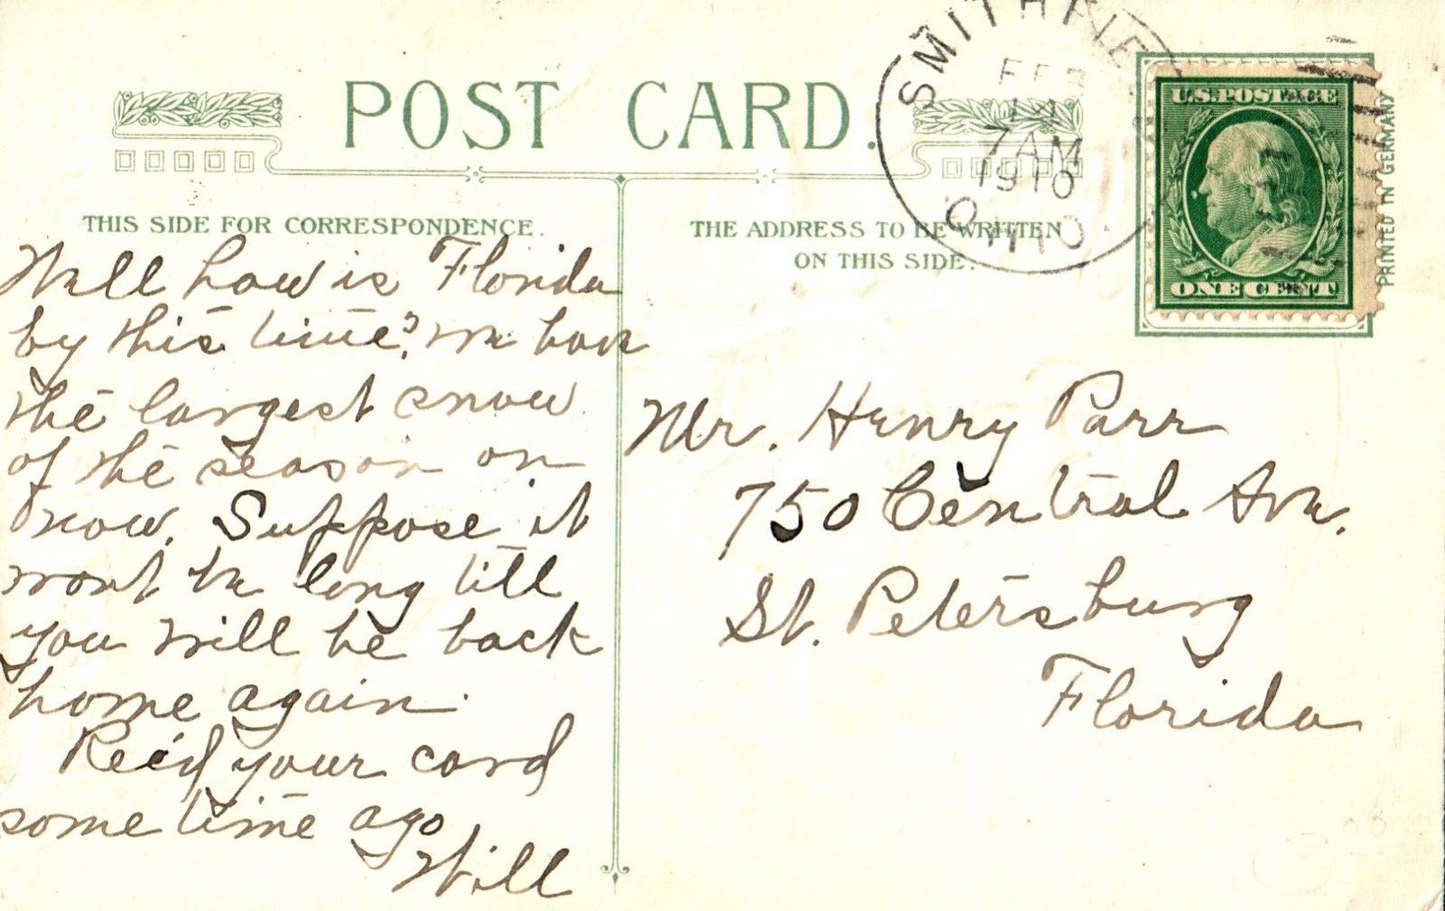 POST CARD.
THIS SIDE FOR CORRESPONDENCE.
THE ADDRESS TO BE WRITTEN
ON THIS SIDE.
OHIO.
FEB
14
7 AM
1910
U.S. POSTAGE
ONE CENT
PRINTED IN GERMANY
Well how is Florida
by this time? we have
the largest snow
of the season on
now. Suppose it
wont be long till
you will be back
home again.
Rec'd your card
some time ago
Will
Mr. Henry Parr
750 Central Ave.
St. Petersburg
Florida